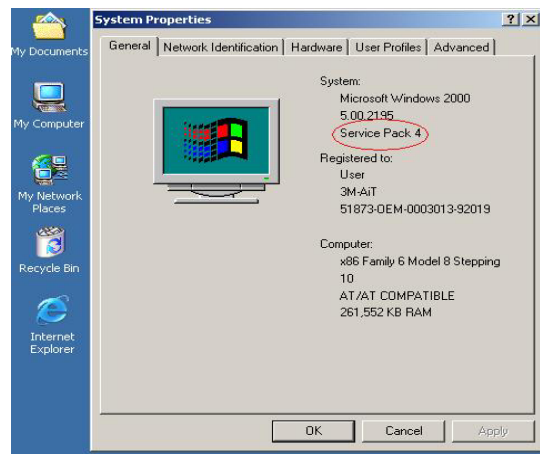 My Documents
My Computer
My Network
Places
Recycle Bin
Internet
Explorer
System Properties
General
Network Identification
Hardware
User Profiles
Advanced
System:
Microsoft Windows 2000
5.00.2195
Service Pack 4
Registered to:
User
3M-AiT
51873-OEM-0003013-92019
Computer:
x86 Family 6 Model 8 Stepping
10
AT/AT COMPATIBLE
261,552 KB RAM
OK
Cancel
Apply